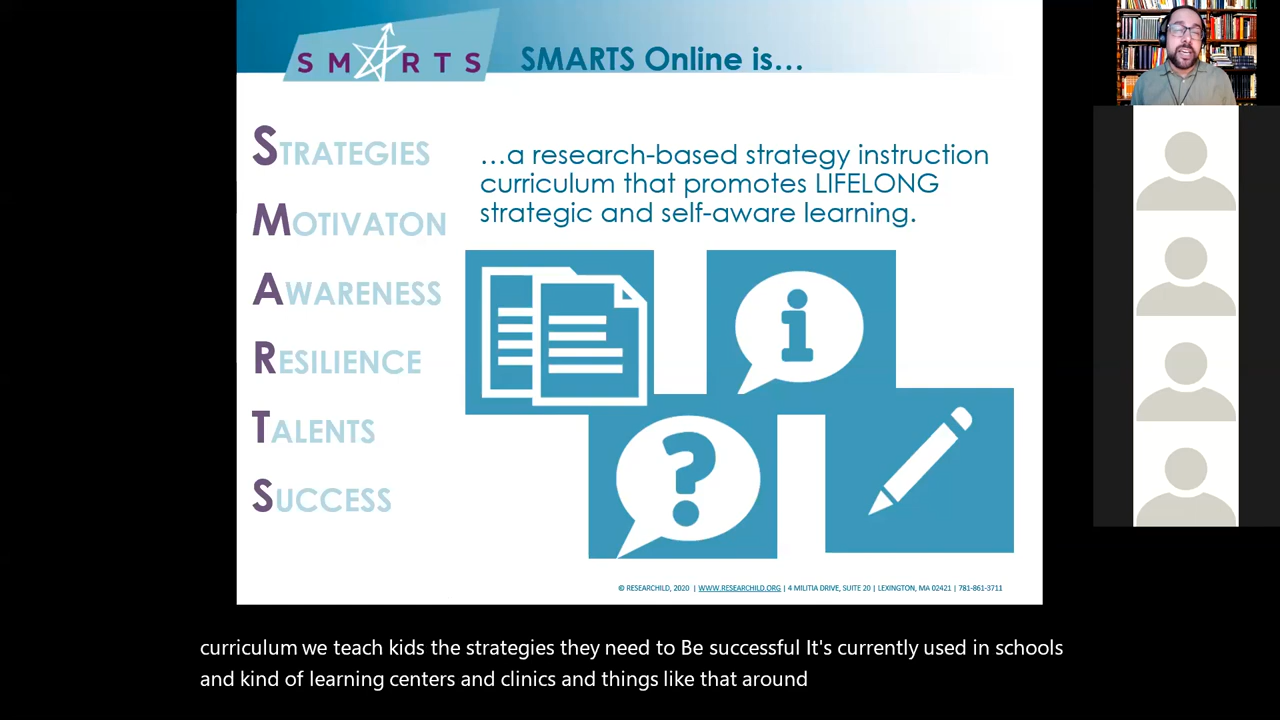 SMARTS
SMARTS Online is...
STRATEGIES
MOTIVATON
AWARENESS
RESILIENCE
TALENTS
SUCCESS
...a research-based strategy instruction
curriculum that promotes LIFELONG
strategic and self-aware learning.
i
?
© RESEARCHILD, 2020 | WWW.RESEARCHILD.ORG | 4 MILITIA DRIVE, SUITE 20 | LEXINGTON, MA 02421 | 781-861-3711
curriculum we teach kids the strategies they need to Be successful It's currently used in schools
and kind of learning centers and clinics and things like that around